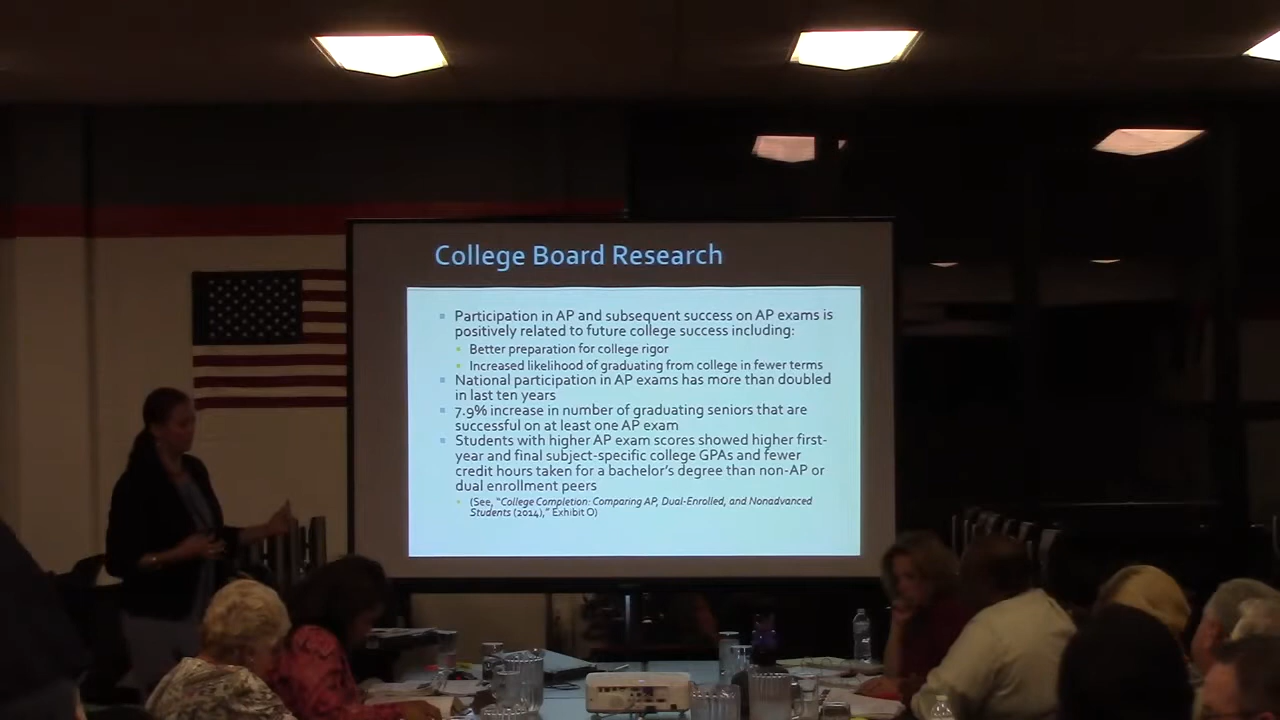 College Board Research
Participation in AP and subsequent success on AP exams is
positively related to future college success including:
Better preparation for college rigor
Increased likelihood of graduating from college in fewer terms
National participation in AP exams has more than doubled
in last ten years
7.9% increase in number of graduating seniors that are
successful on at least one AP exam
Students with higher AP exam scores showed higher first-
year and final subject-specific college GPAs and fewer
credit hours taken for a bachelor's degree than non-AP or
dual enrollment peers
(See, "College Completion: Comparing AP, Dual-Enrolled, and Nonadvanced
Students (2014)," Exhibit O)